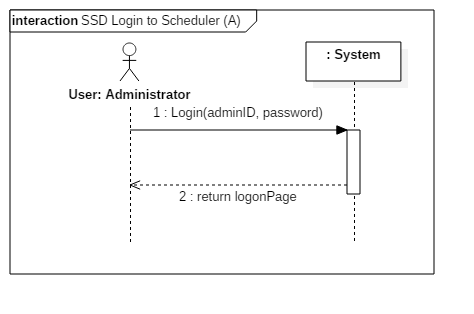 interaction SSD Login to Scheduler (A)
: System
User: Administrator
1 : Login(adminID, password)
2 : return logonPage